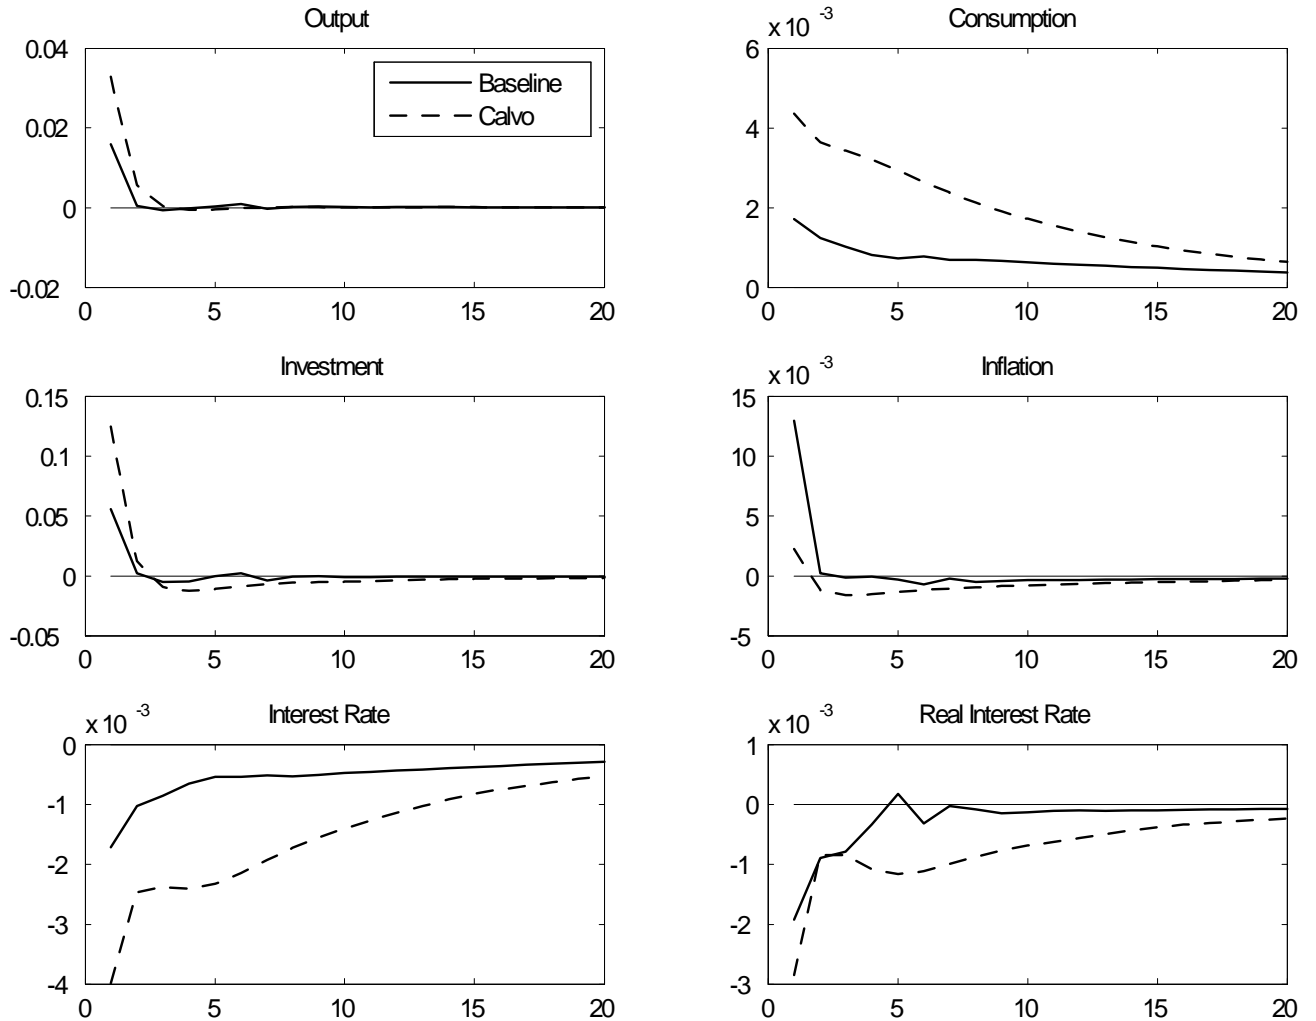 Output
0.04
0.02
0
-0.02
0 5 10 15 20
Baseline
Calvo
Consumption
x 10 -3
6
4
2
0
0 5 10 15 20
Investment
0.15
0.1
0.05
0
-0.05
0 5 10 15 20
Inflation
x 10 -3
15
10
5
0
-5
0 5 10 15 20
Interest Rate
x 10 -3
0
-1
-2
-3
-4
0 5 10 15 20
Real Interest Rate
x 10 -3
1
0
-1
-2
-3
0 5 10 15 20